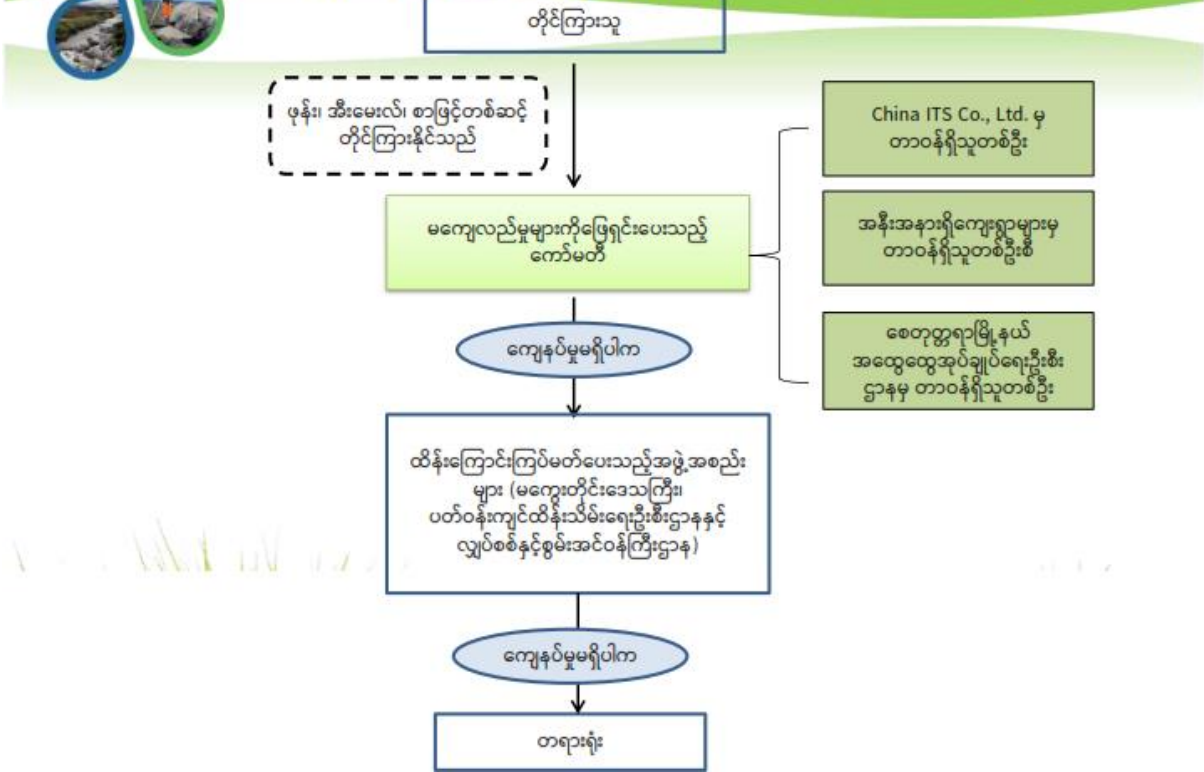 တိုင်ကြားသူ
ဖုန်း၊ အီးမေးလ်၊ စာဖြင့်တစ်ဆင့်
တိုင်ကြားနိုင်သည်
မကျေလည်မှုများကိုဖြေရှင်းပေးသည့်
ကော်မတီ
China ITS Co., Ltd. မှ
တာဝန်ရှိသူတစ်ဦး
အနီးအနားရှိကျေးရွာများမှ
တာဝန်ရှိသူတစ်ဦးစီ
စေတုတ္တရာမြို့နယ်
အထွေထွေအုပ်ချုပ်ရေးဦးစီး
ဌာနမှ တာဝန်ရှိသူတစ်ဦး
ကျေနပ်မှုမရှိပါက
ထိန်းကြောင်းကြပ်မတ်ပေးသည့်အဖွဲ့အစည်း
များ (မကွေးတိုင်းဒေသကြီး၊
ပတ်ဝန်းကျင်ထိန်းသိမ်းရေးဦးစီးဌာနနှင့်
လျှပ်စစ်နှင့်စွမ်းအင်ဝန်ကြီးဌာန)
ကျေနပ်မှုမရှိပါက
တရားရုံး